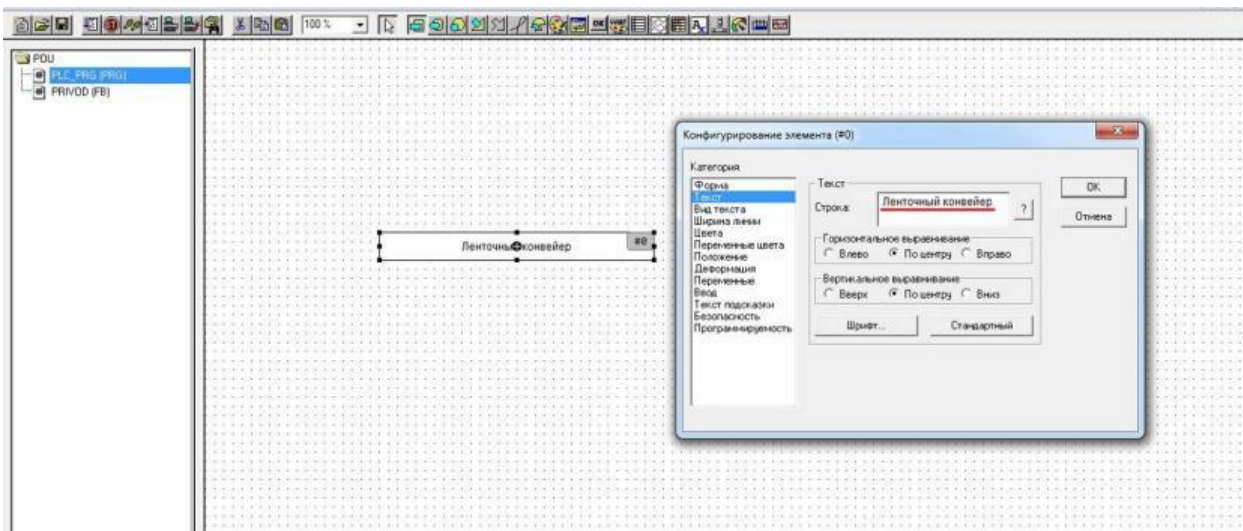 100 %
POU
PLC_PRG (PRG)
PRIVOD (FB)
Ленточный конвейер
#0
Конфигурирование элемента (#0)
Категория
Форма
Текст
Вид текста
Ширина линии
Цвета
Переменные цвета
Положение
Деформация
Переменные
Ввод
Текст подсказки
Безопасность
Программируемость
Текст
Строка:
Ленточный конвейер
?
Горизонтальное выравнивание
Влево
По центру
Вправо
Вертикальное выравнивание
Вверх
По центру
Вниз
Шрифт...
Стандартный
OK
Отмена